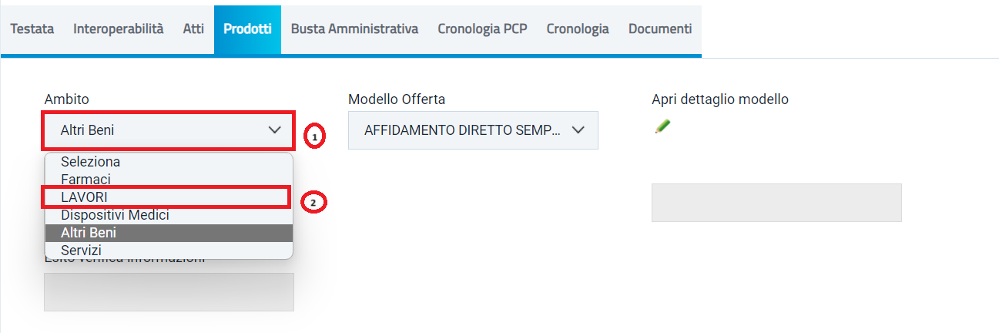 Testata Interoperabilità Atti Prodotti Busta Amministrativa Cronologia PCP Cronologia Documenti
Ambito Modello Offerta Apri dettaglio modello
Altri Beni 1 AFFIDAMENTO DIRETTO SEMP...
Seleziona
Farmaci
LAVORI 2
Dispositivi Medici
Altri Beni
Servizi
Esito verifica informazioni